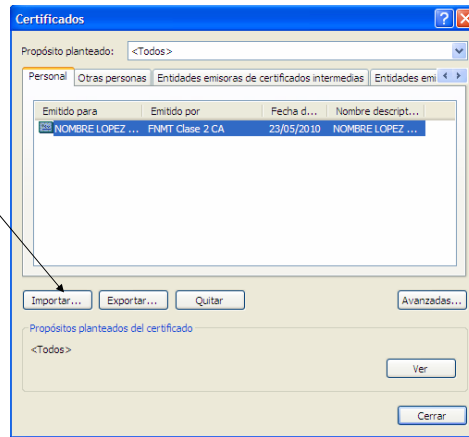 Certificados
Propósito planteado: <Todos>
Personal Otras personas Entidades emisoras de certificados intermedias Entidades emi
Emitido para Emitido por Fecha d... Nombre descript...
NOMBRE LOPEZ ... FNMT Clase 2 CA 23/05/2010 NOMBRE LOPEZ ...
Importar... Exportar... Quitar Avanzadas...
Propósitos planteados del certificado
<Todos>
Ver
Cerrar